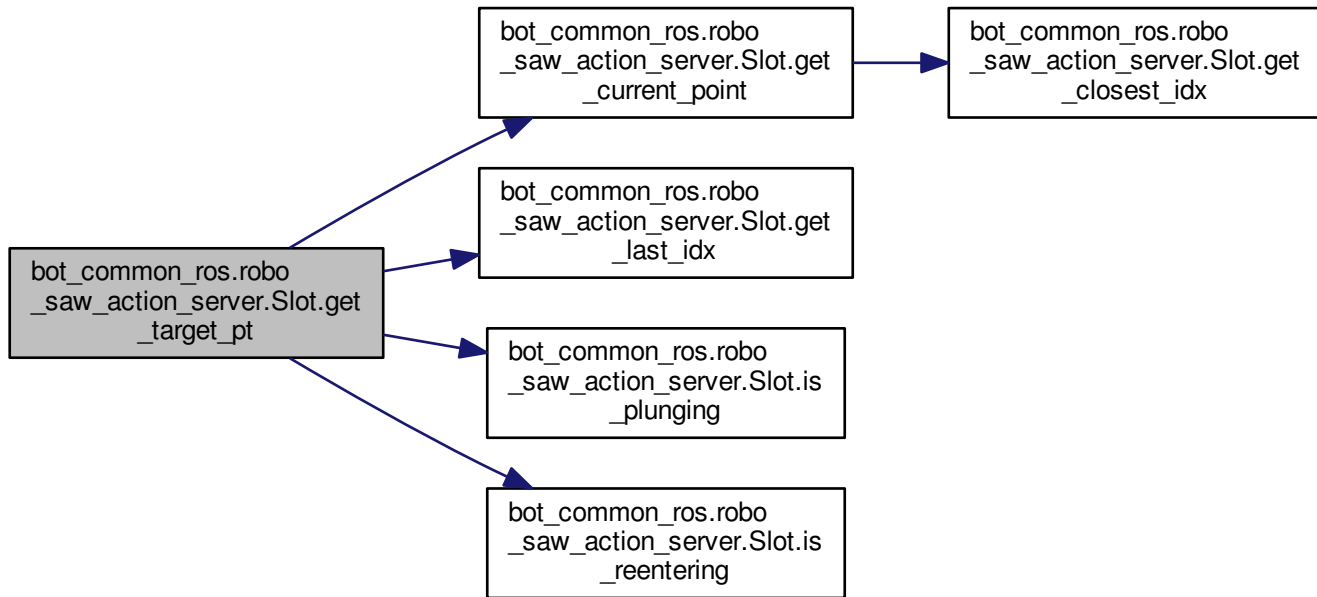 bot_common_ros.robo
_saw_action_server.Slot.get
_target_pt
bot_common_ros.robo
_saw_action_server.Slot.get
_current_point
bot_common_ros.robo
_saw_action_server.Slot.get
_closest_idx
bot_common_ros.robo
_saw_action_server.Slot.get
_last_idx
bot_common_ros.robo
_saw_action_server.Slot.is
_plunging
bot_common_ros.robo
_saw_action_server.Slot.is
_reentering